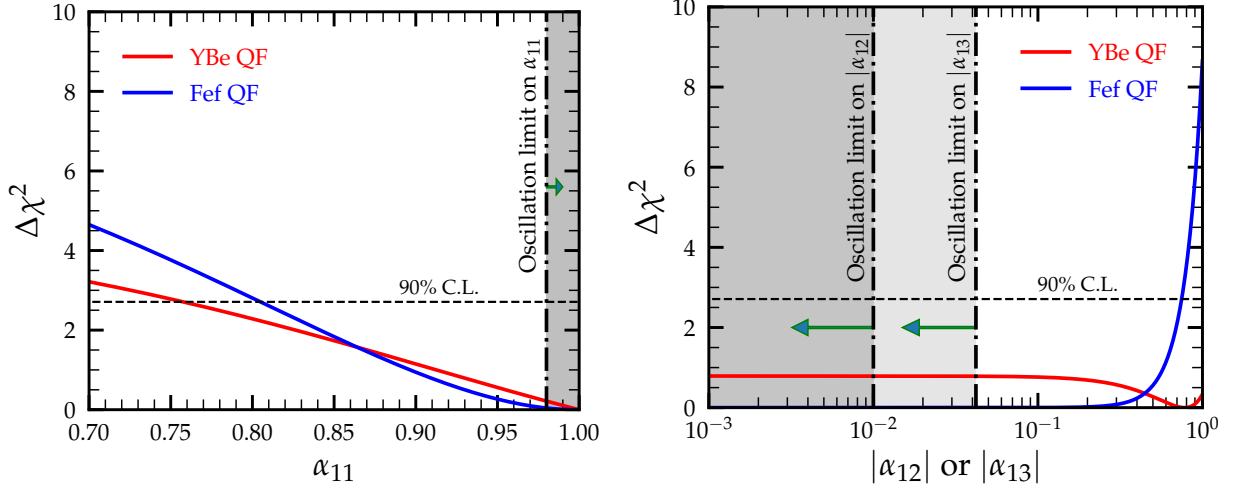 10
8
6
4
2
0
Δχ²
YBe QF
Fef QF
Oscillation limit on α₁₁
90% C.L.
0.70 0.75 0.80 0.85 0.90 0.95 1.00
α₁₁
10
8
6
4
2
0
Δχ²
Oscillation limit on |α₁₂|
Oscillation limit on |α₁₃|
YBe QF
Fef QF
90% C.L.
10⁻³ 10⁻² 10⁻¹ 10⁰
|α₁₂| or |α₁₃|